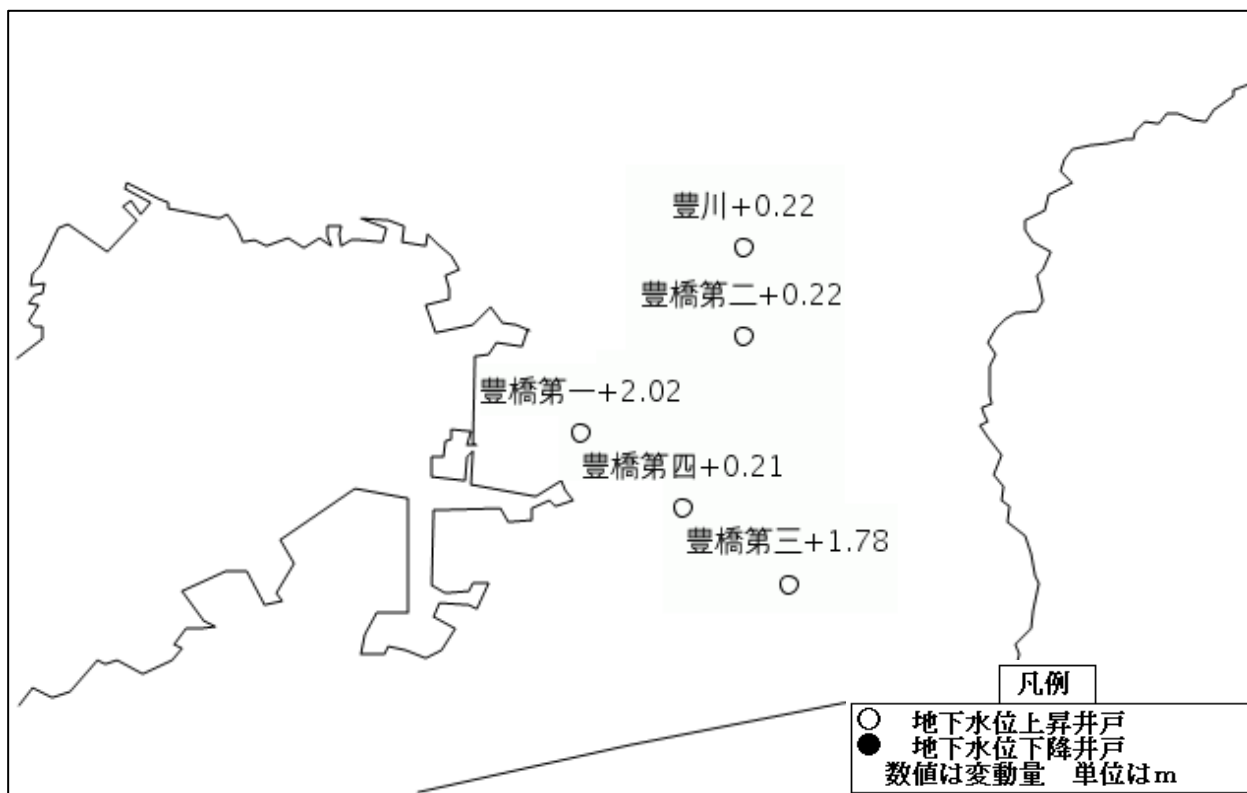 豊川+0.22
豊橋第二+0.22
豊橋第一+2.02
豊橋第四+0.21
豊橋第三+1.78
凡例
地下水位上昇井戸
地下水位下降井戸
数値は変動量 単位はm